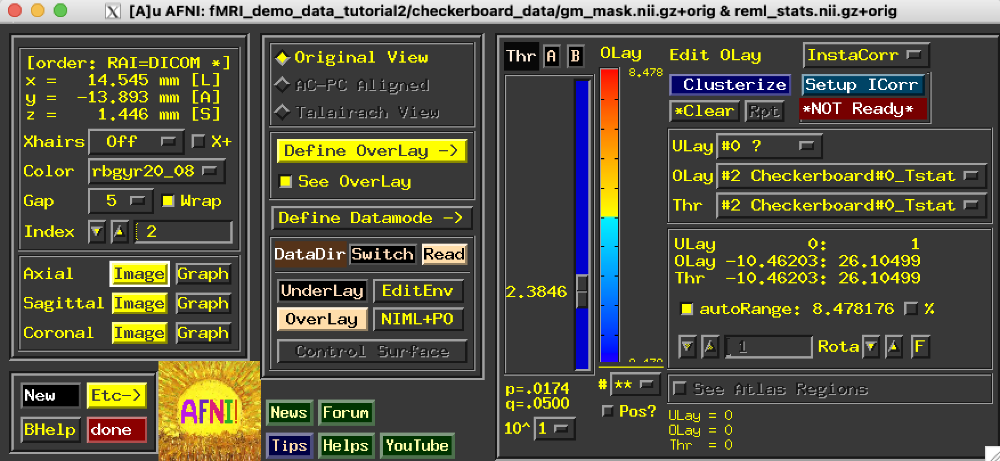 [A]u AFNI: fMRI_demo_data_tutorial2/checkerboard_data/gm_mask.nii.gz+orig & reml_stats.nii.gz+orig
[order: RAI=DICOM *]
x = 14.545 mm [L]
y = -13.893 mm [A]
z = 1.446 mm [S]
Xhairs Off X+
Color rbgyr20_08
Gap 5 Wrap
Index 2
Axial Image Graph
Sagittal Image Graph
Coronal Image Graph
New Etc->
BHelp done
AFNI!
Original View
AC-PC Aligned
Talairach View
Define OverLay ->
See OverLay
Define Datamode ->
DataDir Switch Read
UnderLay EditEnv
OverLay NIML+PO
Control Surface
News Forum
Tips Helps YouTube
Thr A B
2.3846
p=.0174
q=.0500
10^ 1
OLay
8.478
# **
Pos?
Edit OLay InstaCorr
Clusterize Setup ICorr
*Clear Rpt *NOT Ready*
ULay #0 ?
OLay #2 Checkerboard#0_Tstat
Thr #2 Checkerboard#0_Tstat
ULay 0: 1
OLay -10.46203: 26.10499
Thr -10.46203: 26.10499
autoRange: 8.478176 %
1 Rota F
See Atlas Regions
ULay = 0
OLay = 0
Thr = 0